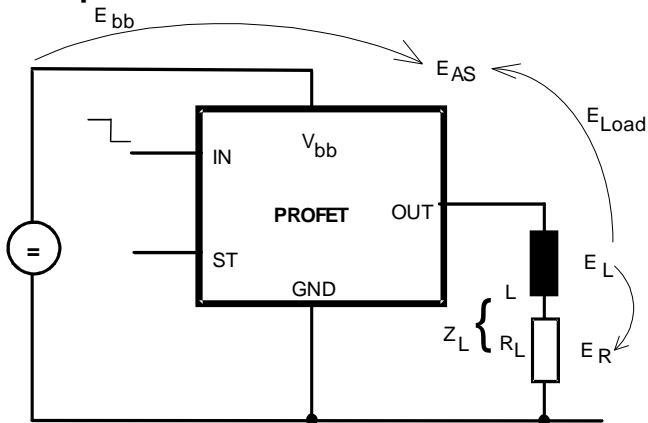 E bb
E AS
E Load
V bb
IN
PROFET
OUT
=
ST
GND
L
E L
Z L { R L
E R